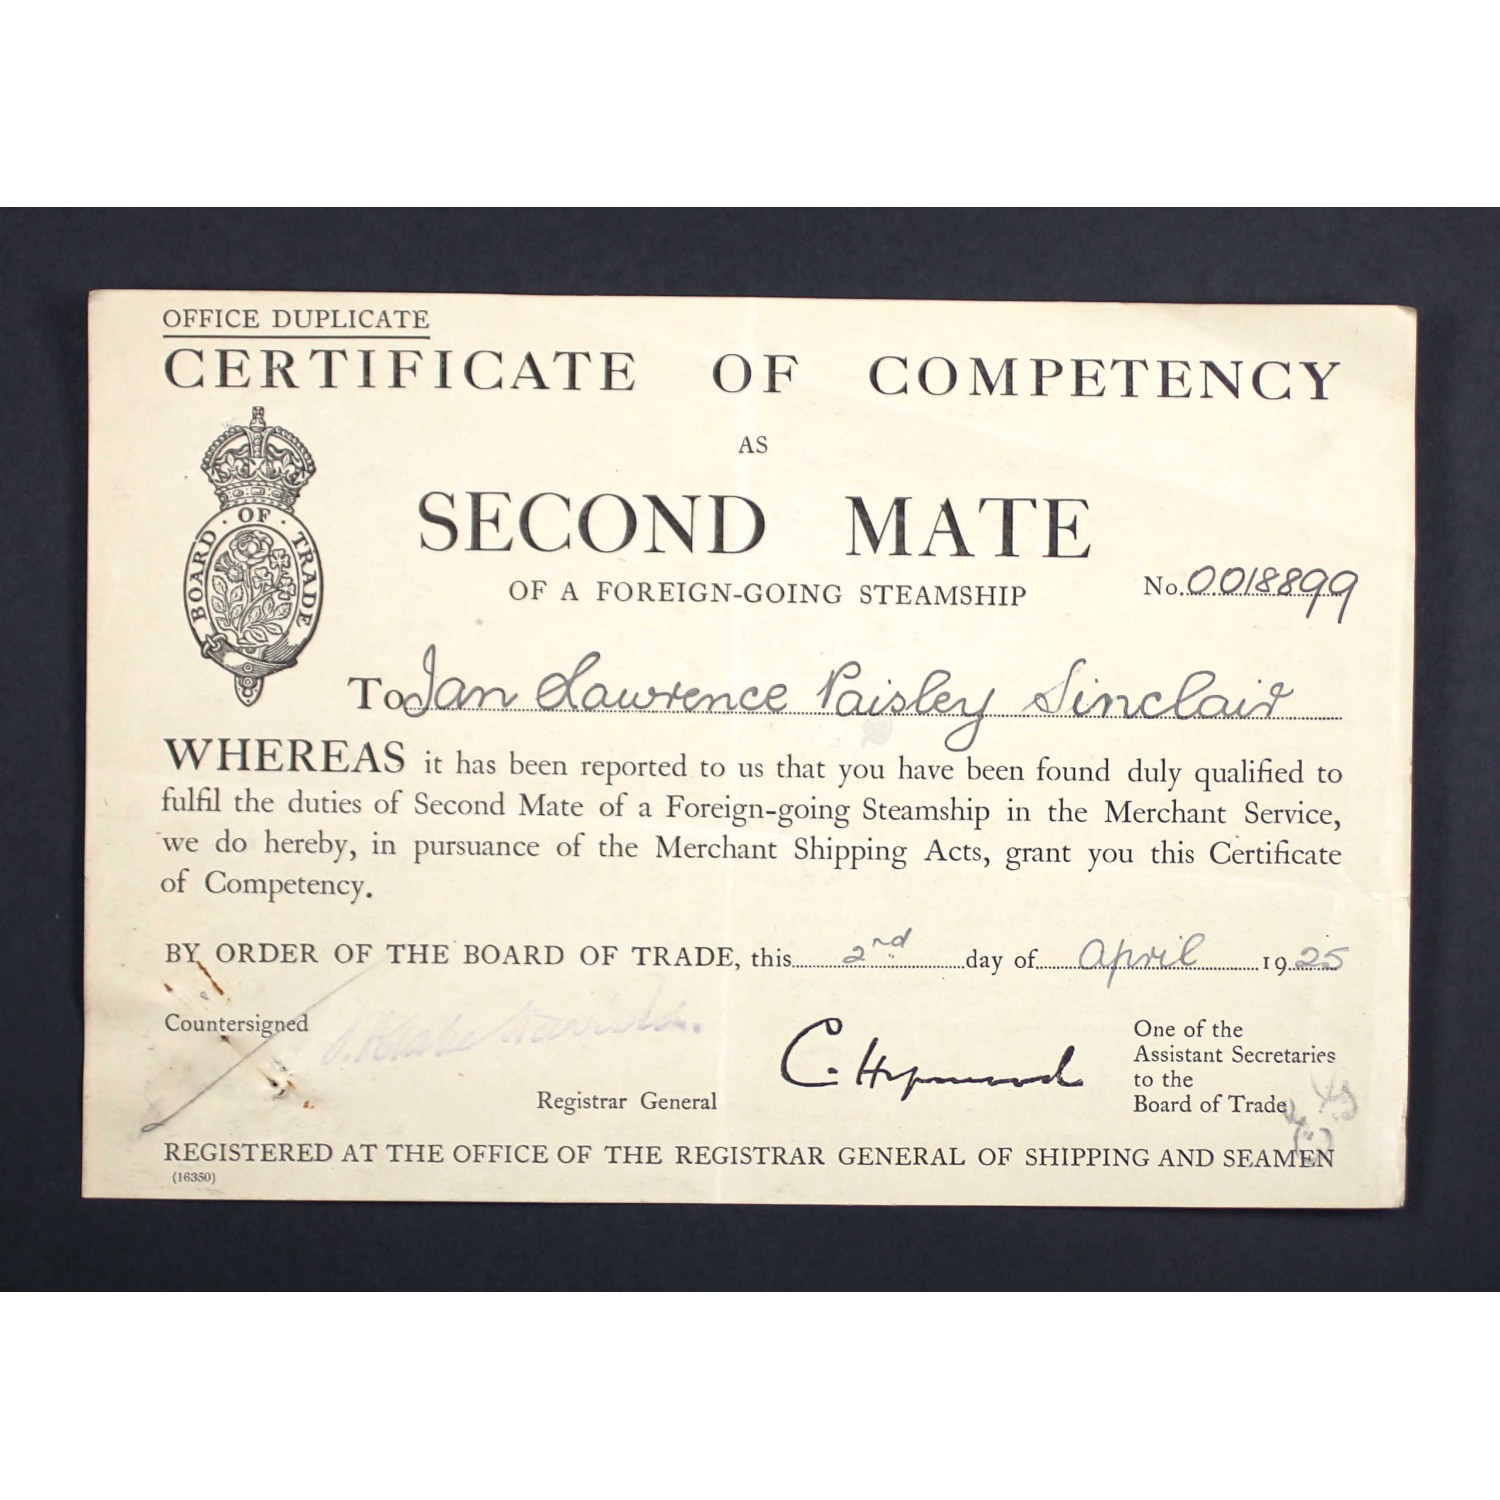 OFFICE DUPLICATE
CERTIFICATE OF COMPETENCY
AS
SECOND MATE
OF A FOREIGN-GOING STEAMSHIP
BOARD · OF · TRADE
No. 0018899
To Ian Lawrence Paisley Sinclair
WHEREAS it has been reported to us that you have been found duly qualified to
fulfil the duties of Second Mate of a Foreign-going Steamship in the Merchant Service,
we do hereby, in pursuance of the Merchant Shipping Acts, grant you this Certificate
of Competency.
BY ORDER OF THE BOARD OF TRADE, this 2nd day of April 1925
Countersigned
Registrar General
C.
One of the
Assistant Secretaries
to the
Board of Trade
REGISTERED AT THE OFFICE OF THE REGISTRAR GENERAL OF SHIPPING AND SEAMEN
(16350)